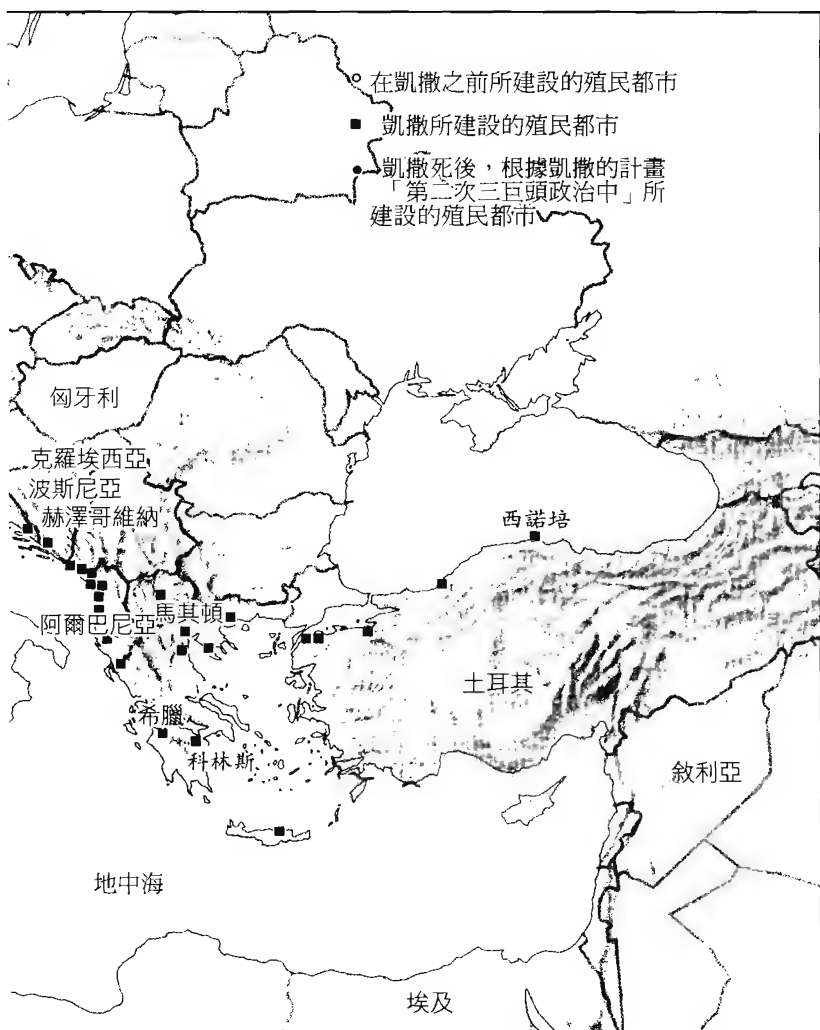 在凱撒之前所建設的殖民都市
凱撒所建設的殖民都市
凱撒死後，根據凱撒的計畫
「第二次三巨頭政治中」所
建設的殖民都市
匈牙利
克羅埃西亞
波斯尼亞
赫澤哥維納
西諾培
馬其頓
阿爾巴尼亞
土耳其
希臘
科林斯
敘利亞
地中海
埃及